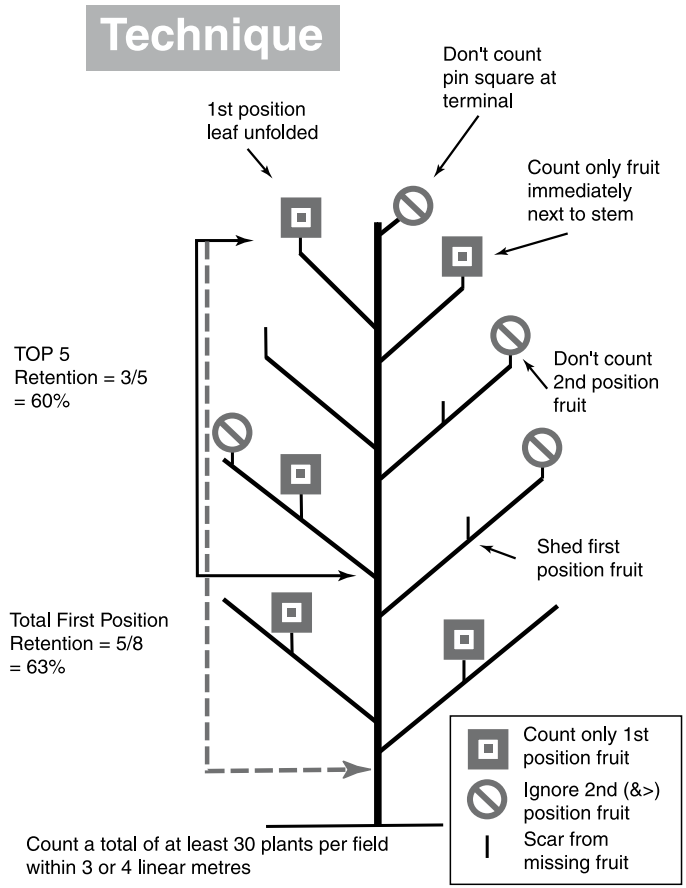 Technique
Don't count
pin square at
terminal
1st position
leaf unfolded
Count only fruit
immediately
next to stem
TOP 5
Retention = 3/5
= 60%
Don't count
2nd position
fruit
Shed first
position fruit
Total First Position
Retention = 5/8
= 63%
Count only 1st
position fruit
Ignore 2nd (&>)
position fruit
Scar from
missing fruit
Count a total of at least 30 plants per field
within 3 or 4 linear metres